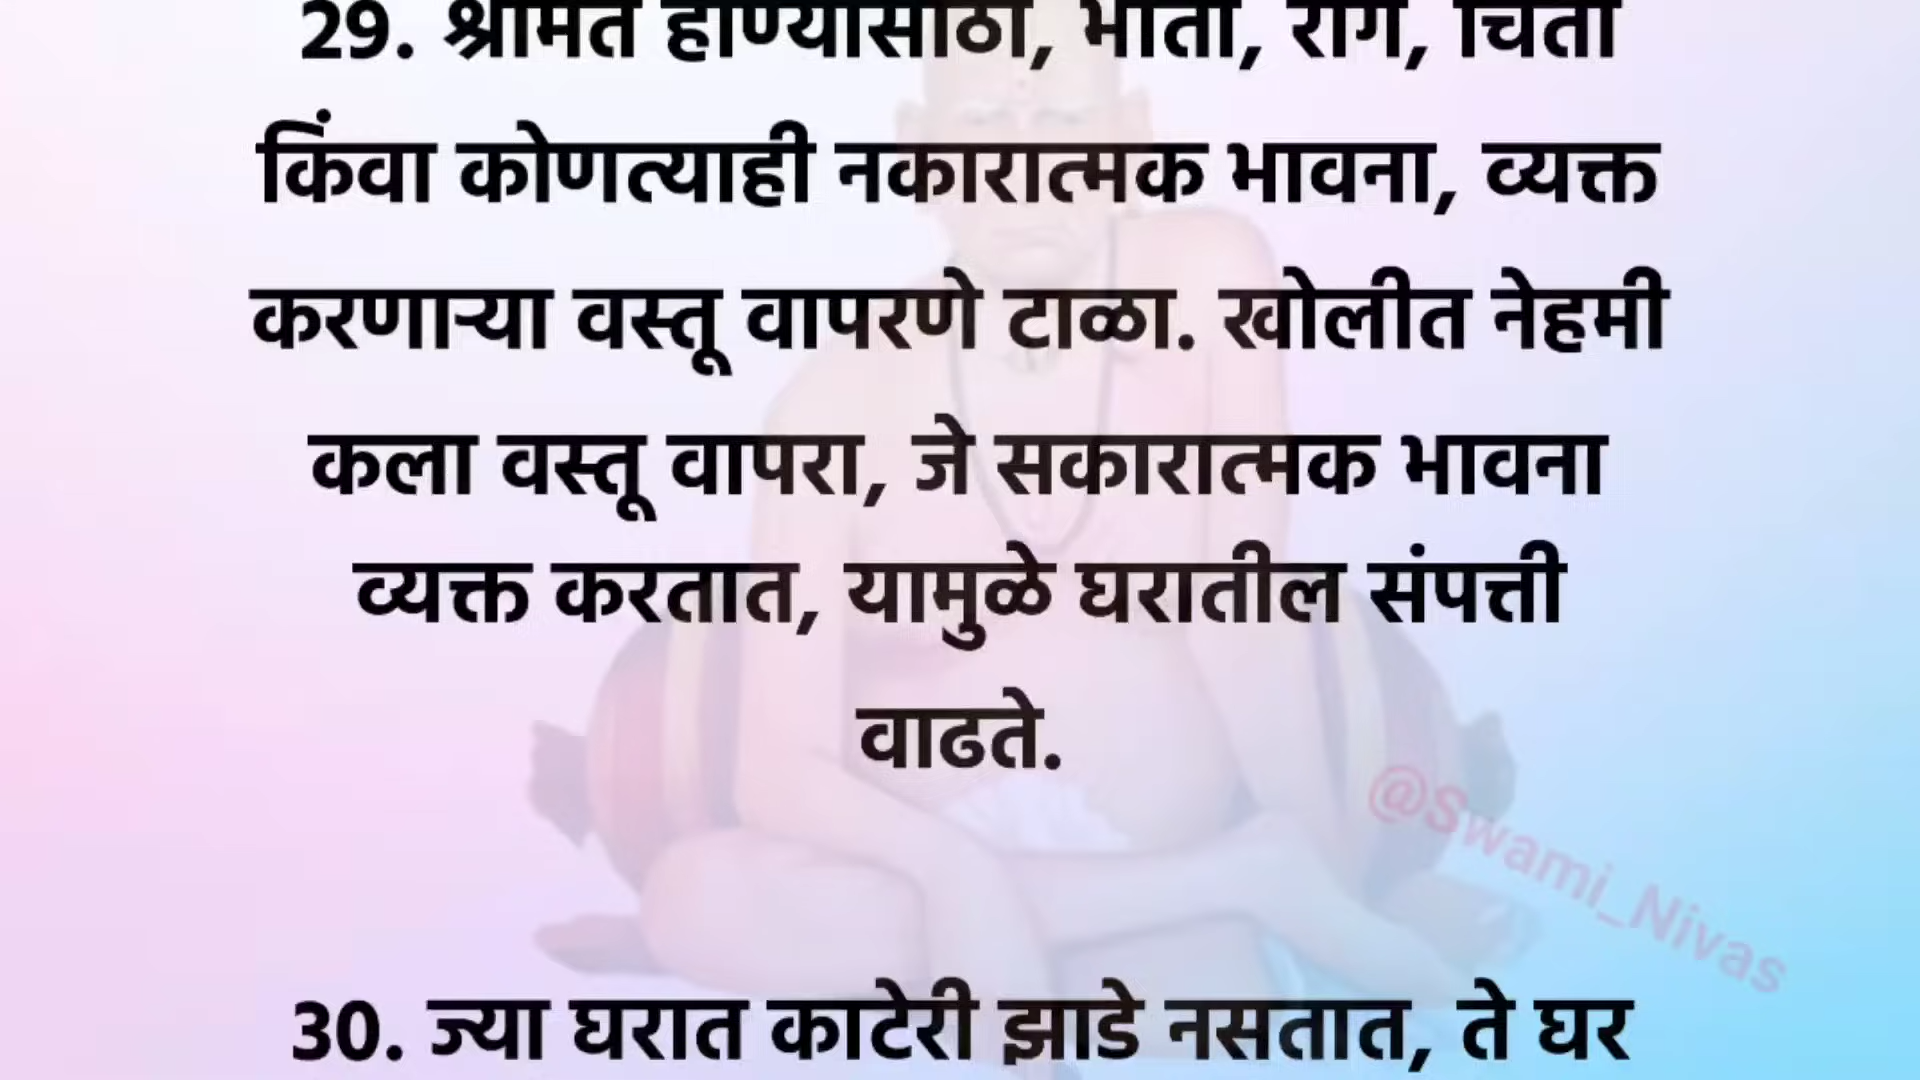 29. श्रीमंत होण्यासाठी, भीती, राग, चिंता
किंवा कोणत्याही नकारात्मक भावना, व्यक्त
करणाऱ्या वस्तू वापरणे टाळा. खोलीत नेहमी
कला वस्तू वापरा, जे सकारात्मक भावना
व्यक्त करतात, यामुळे घरातील संपत्ती
वाढते.
@Swami_Nivas
30. ज्या घरात काटेरी झाडे नसतात, ते घर